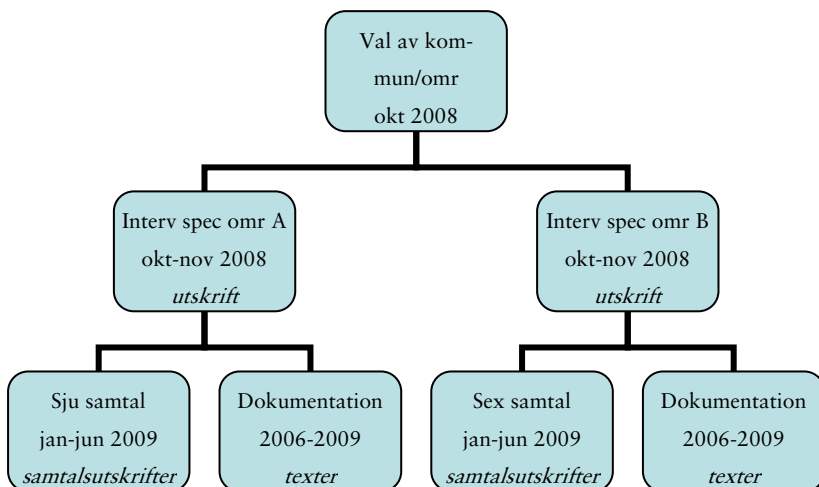 Val av kom-
mun/omr
okt 2008
Interv spec omr A
okt-nov 2008
utskrift
Interv spec omr B
okt-nov 2008
utskrift
Sju samtal
jan-jun 2009
samtalsutskrifter
Dokumentation
2006-2009
texter
Sex samtal
jan-jun 2009
samtalsutskrifter
Dokumentation
2006-2009
texter